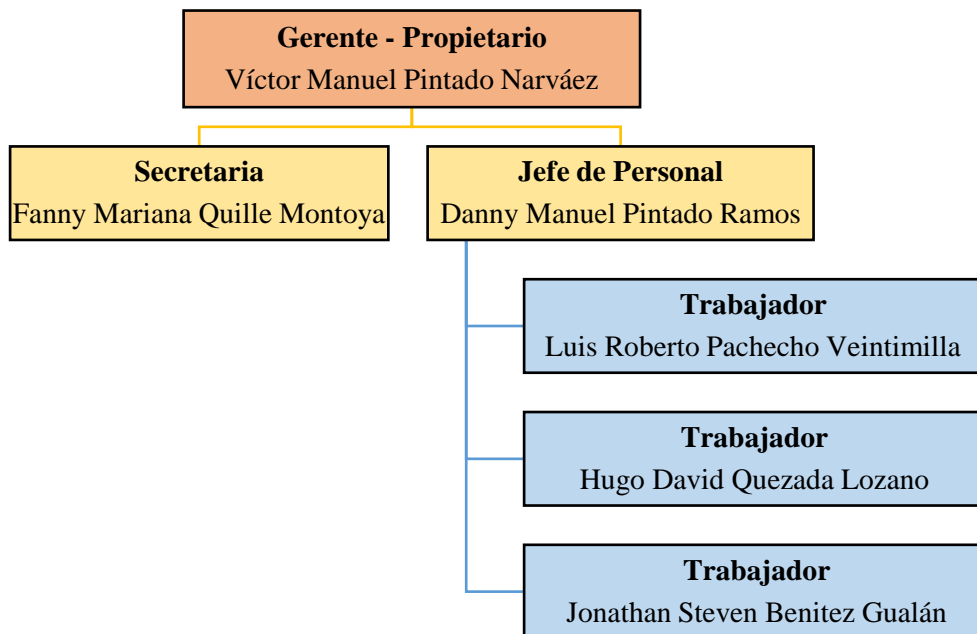 Gerente - Propietario
Víctor Manuel Pintado Narváez
Secretaria
Fanny Mariana Quille Montoya
Jefe de Personal
Danny Manuel Pintado Ramos
Trabajador
Luis Roberto Pachecho Veintimilla
Trabajador
Hugo David Quezada Lozano
Trabajador
Jonathan Steven Benitez Gualán